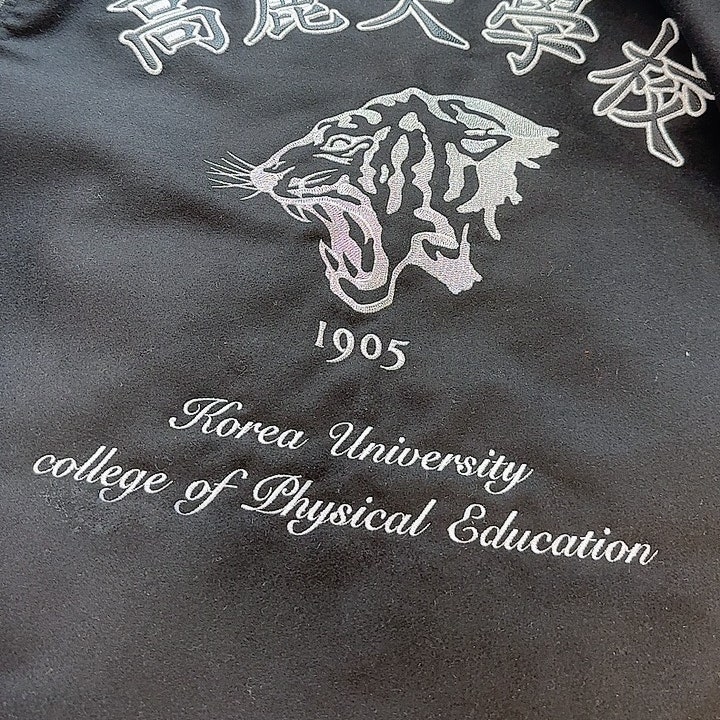 高麗大學校
1905
Korea University
college of Physical Education